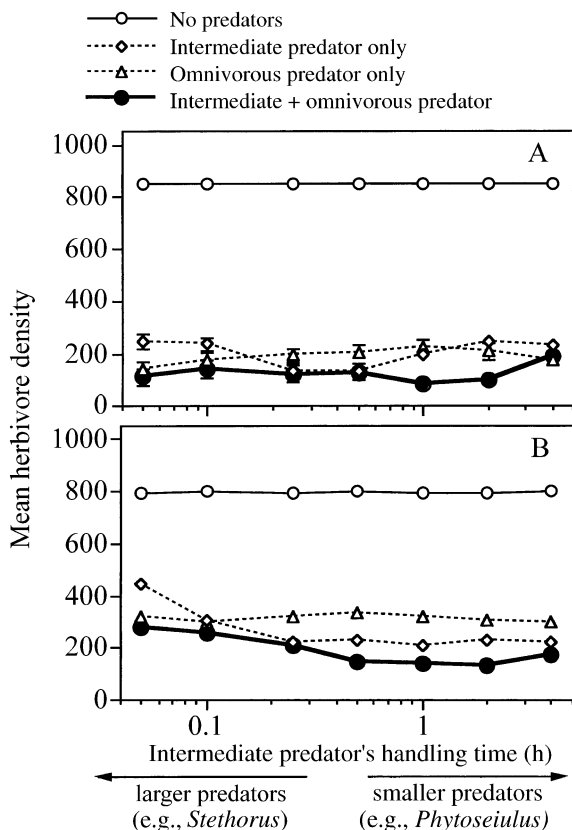 No predators
Intermediate predator only
Omnivorous predator only
Intermediate + omnivorous predator
A
1000
800
600
400
200
0
B
1000
800
600
400
200
0
Mean herbivore density
0.1 1
Intermediate predator's handling time (h)
larger predators smaller predators
(e.g., Stethorus) (e.g., Phytoseiulus)